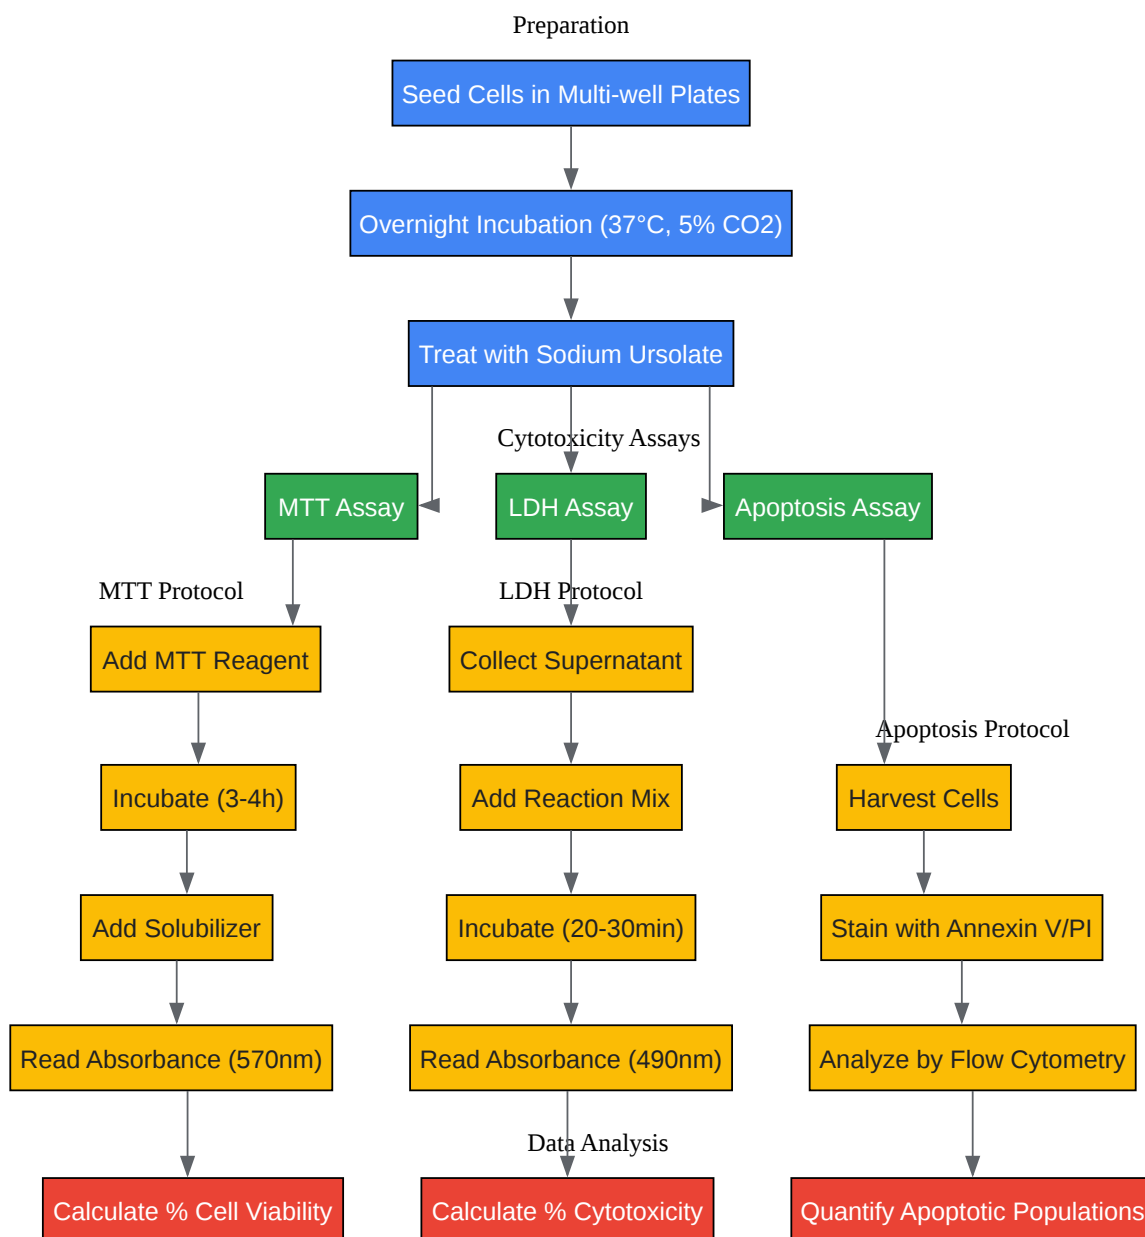 Preparation
Seed Cells in Multi-well Plates
Overnight Incubation (37°C, 5% CO2)
Treat with Sodium Ursolate
Cytotoxicity Assays
MTT Assay
LDH Assay
Apoptosis Assay
MTT Protocol
LDH Protocol
Add MTT Reagent
Collect Supernatant
Apoptosis Protocol
Incubate (3-4h)
Add Reaction Mix
Harvest Cells
Add Solubilizer
Incubate (20-30min)
Stain with Annexin V/PI
Read Absorbance (570nm)
Read Absorbance (490nm)
Analyze by Flow Cytometry
Data Analysis
Calculate % Cell Viability
Calculate % Cytotoxicity
Quantify Apoptotic Populations